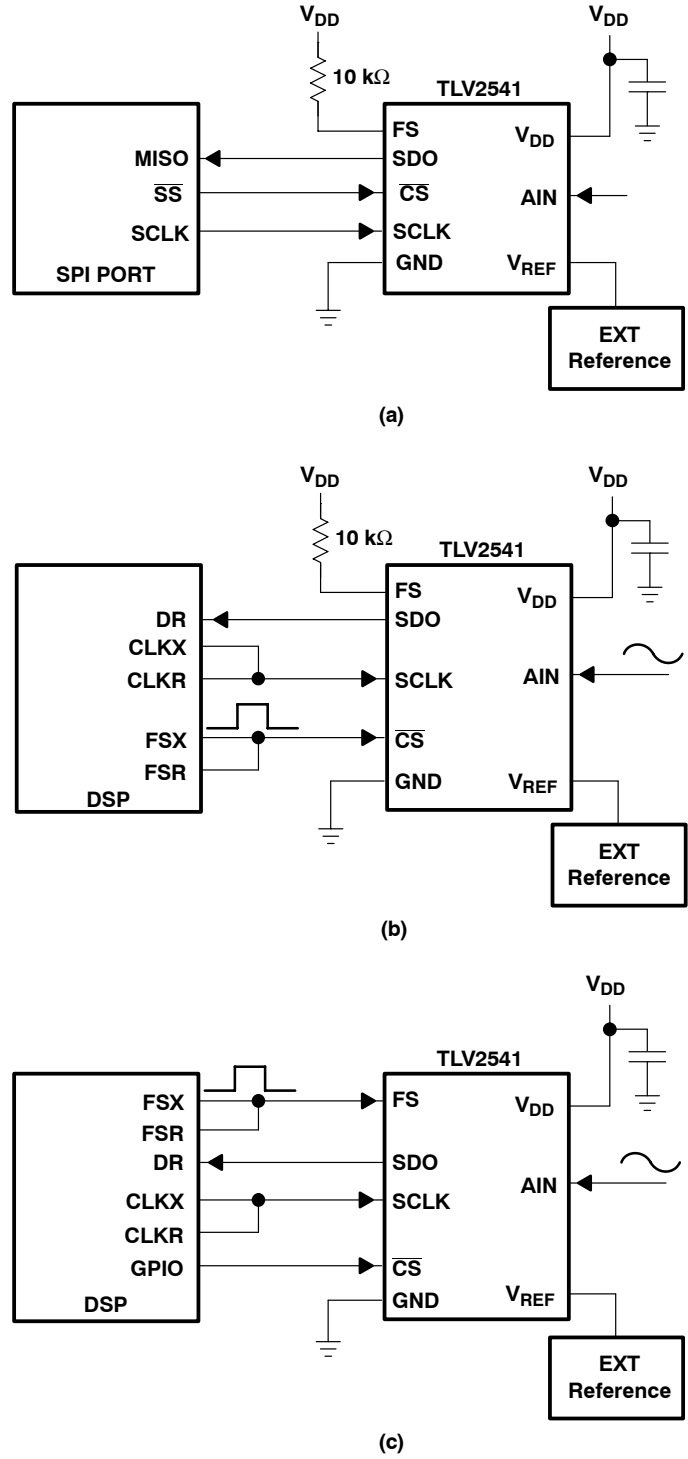 VDD
VDD
10 kΩ
TLV2541
FS
VDD
MISO
SDO
SS
CS
AIN
SCLK
SCLK
GND
VREF
SPI PORT
EXT
Reference
(a)
VDD
VDD
10 kΩ
TLV2541
FS
VDD
DR
SDO
CLKX
CLKR
SCLK
AIN
FSX
CS
FSR
GND
VREF
DSP
EXT
Reference
(b)
VDD
TLV2541
FSX
FS
VDD
FSR
DR
SDO
AIN
CLKX
SCLK
CLKR
GPIO
CS
GND
VREF
DSP
EXT
Reference
(c)